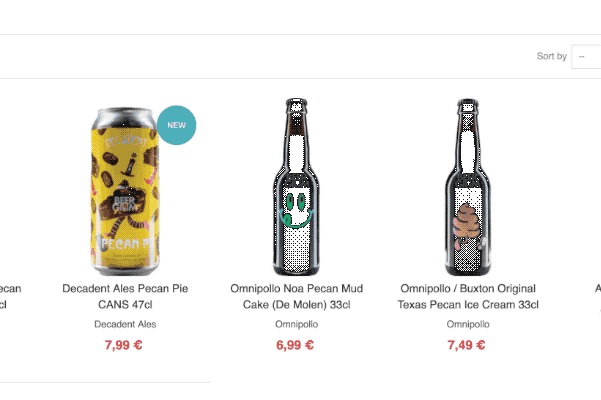 Sort by --
NEW
DECADENT
BEER
PECAN PIE
ecan
cl
Decadent Ales Pecan Pie
CANS 47cl
Decadent Ales
7,99 €
Omnipollo Noa Pecan Mud
Cake (De Molen) 33cl
Omnipollo
6,99 €
Omnipollo / Buxton Original
Texas Pecan Ice Cream 33cl
Omnipollo
7,49 €
A